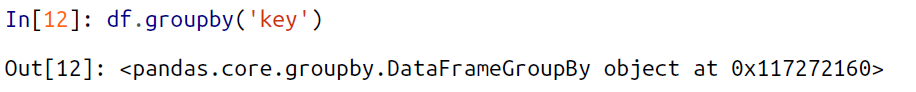 In[12]: df.groupby('key')
Out[12]: <pandas.core.groupby.DataFrameGroupBy object at 0x117272160>